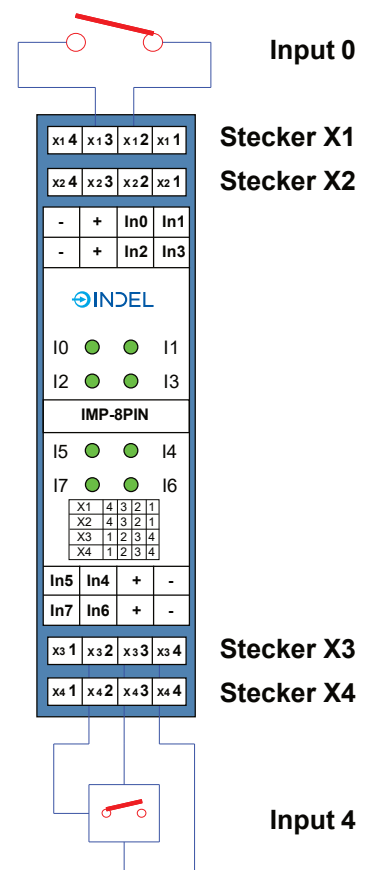 Input 0
x1 4 x1 3 x1 2 x1 1 Stecker X1
x2 4 x2 3 x2 2 x2 1 Stecker X2
- + In0 In1
- + In2 In3
INDEL
I0 I1
I2 I3
IMP-8PIN
I5 I4
I7 I6
X1 4 3 2 1
X2 4 3 2 1
X3 1 2 3 4
X4 1 2 3 4
In5 In4 + -
In7 In6 + -
x3 1 x3 2 x3 3 x3 4 Stecker X3
x4 1 x4 2 x4 3 x4 4 Stecker X4
Input 4